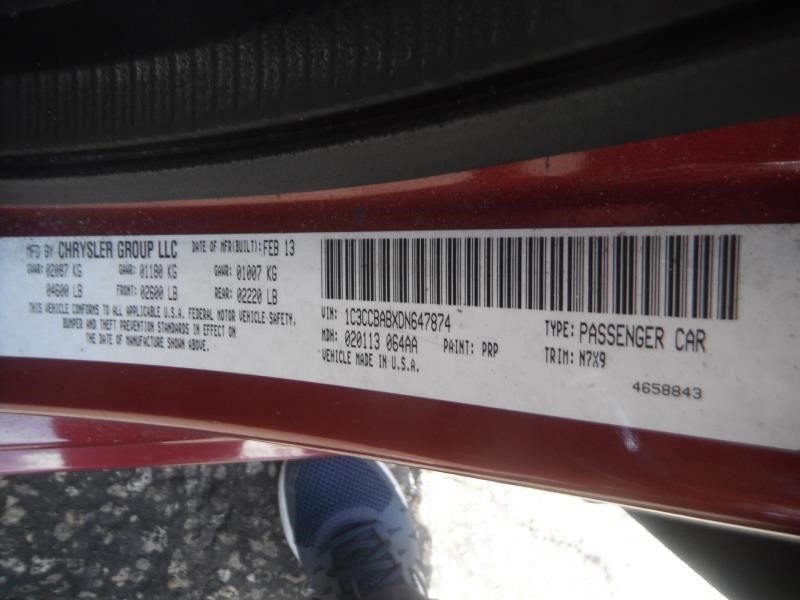 MFD BY CHRYSLER GROUP LLC DATE OF MFR(BUILT): FEB 13
GVWR: 02087 KG GAWR: 01180 KG GAWR: 01007 KG
04600 LB FRONT: 02600 LB REAR: 02220 LB
THIS VEHICLE CONFORMS TO ALL APPLICABLE U.S.A. FEDERAL MOTOR VEHICLE SAFETY,
BUMPER AND THEFT PREVENTION STANDARDS IN EFFECT ON
THE DATE OF MANUFACTURE SHOWN ABOVE.
VIN: 1C3CCBABXDN647874 TYPE: PASSENGER CAR
MDH: 020113 064AA PAINT: PRP TRIM: N7X9
VEHICLE MADE IN U.S.A. 4658843